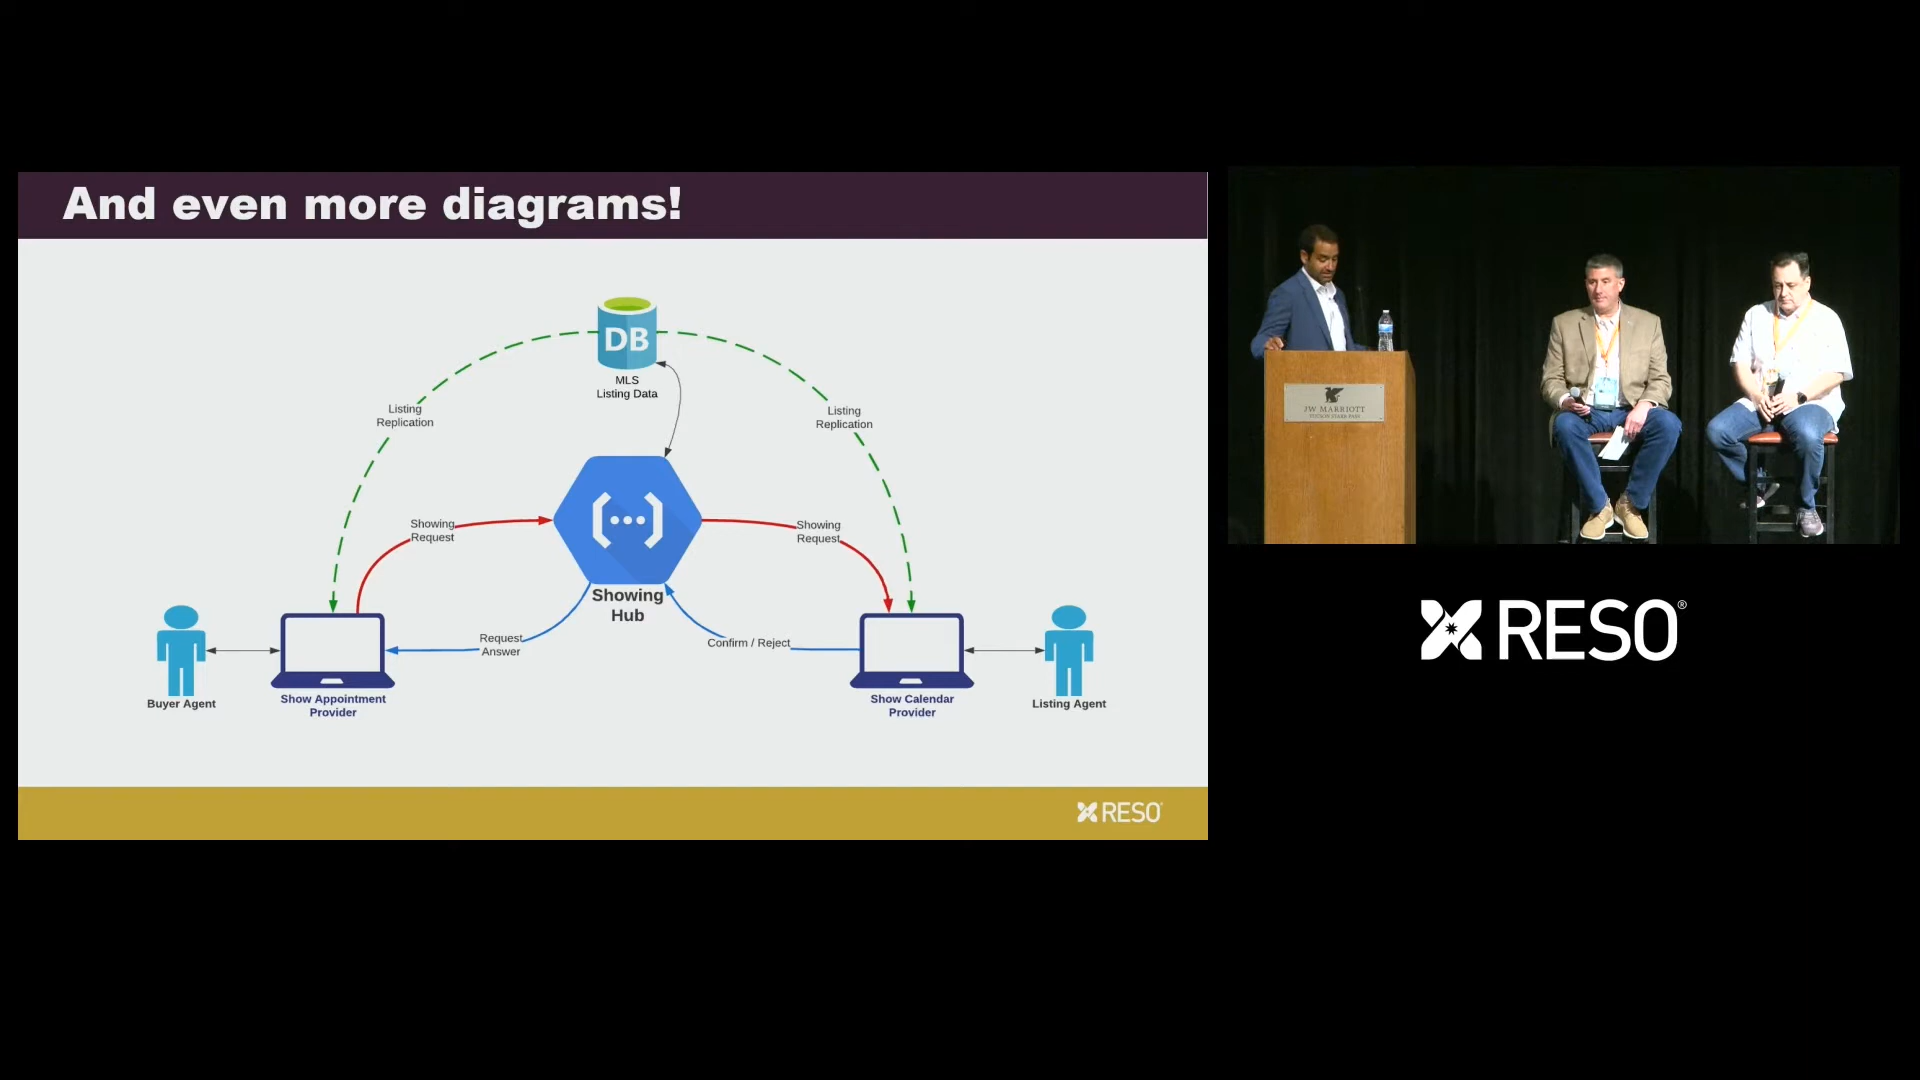 And even more diagrams!
DB
MLS
Listing Data
Listing
Replication
Listing
Replication
Showing
Request
{...}
Showing
Request
Showing
Hub
Request
Answer
Confirm / Reject
Buyer Agent
Show Appointment
Provider
Show Calendar
Provider
Listing Agent
RESO
JW MARRIOTT
RESO®